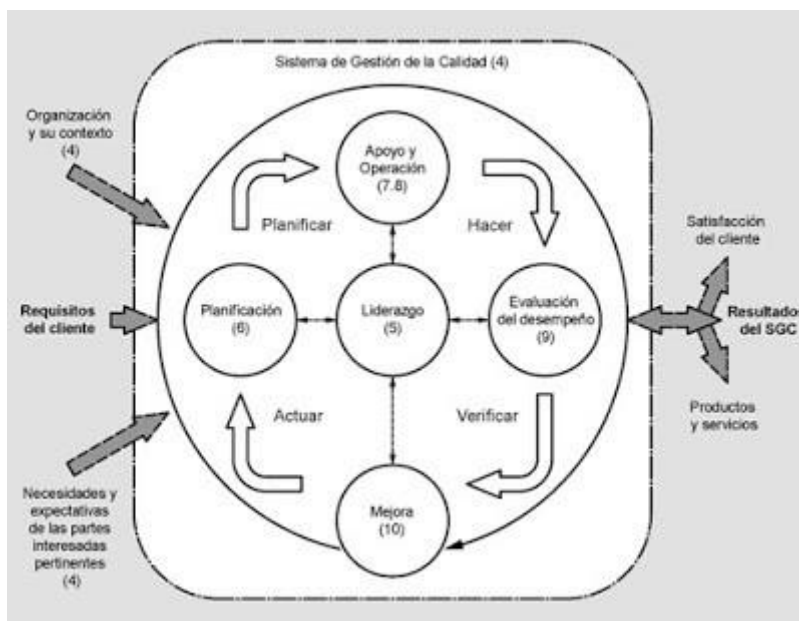 Sistema de Gestión de la Calidad (4)
Organización
y su contexto
(4)
Apoyo y
Operación
(7.8)
Planificar
Hacer
Satisfacción
del cliente
Requisitos
del cliente
Planificación
(6)
Liderazgo
(5)
Evaluación
del desempeño
(9)
Resultados
del SGC
Actuar
Verificar
Productos
y servicios
Necesidades y
expectativas
de las partes
interesadas
pertinentes
(4)
Mejora
(10)